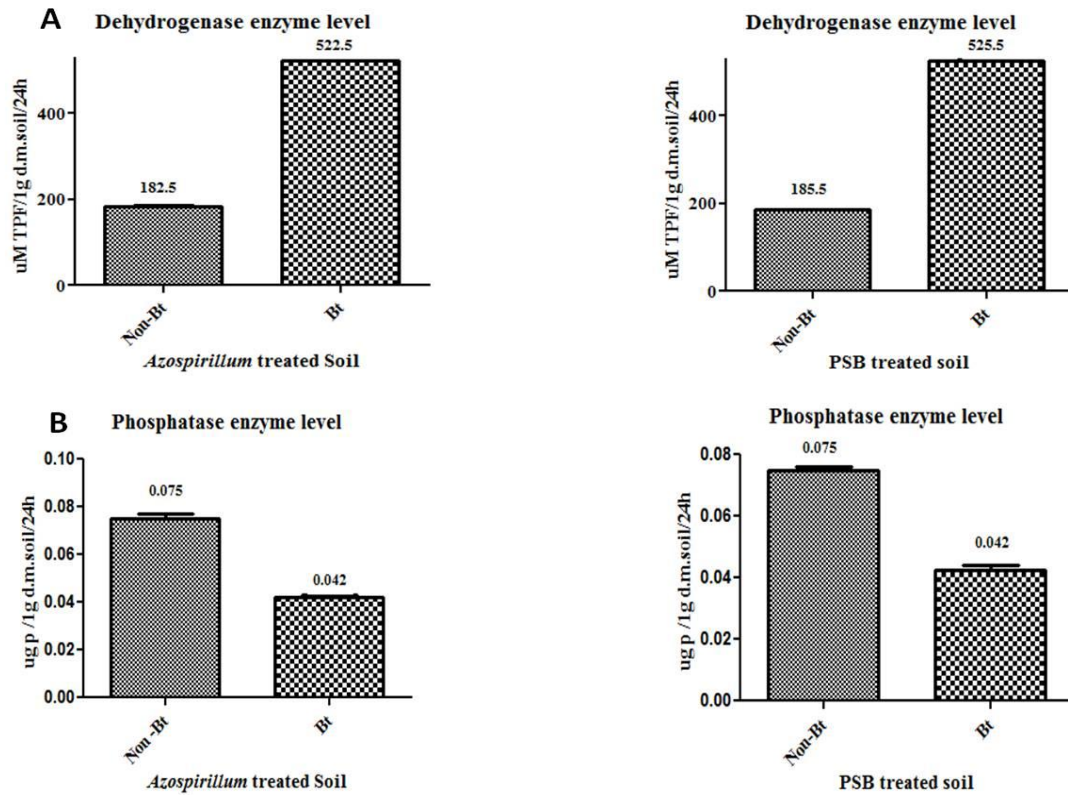 A
Dehydrogenase enzyme level
522.5
uM TPF/1g d.m.soil/24h
400
182.5
200
0
Non-Bt
Bt
Azospirillum treated Soil
Dehydrogenase enzyme level
525.5
uM TPF/1g d.m.soil/24h
400
185.5
200
0
Non-Bt
Bt
PSB treated soil
B
Phosphatase enzyme level
ug p /1g d.m.soil/24h
0.10
0.075
0.08
0.06
0.042
0.04
0.02
0.00
Non -Bt
Bt
Azospirillum treated Soil
Phosphatase enzyme level
ug p /1g d.m.soil/24h
0.08
0.075
0.06
0.042
0.04
0.02
0.00
Non-Bt
Bt
PSB treated soil